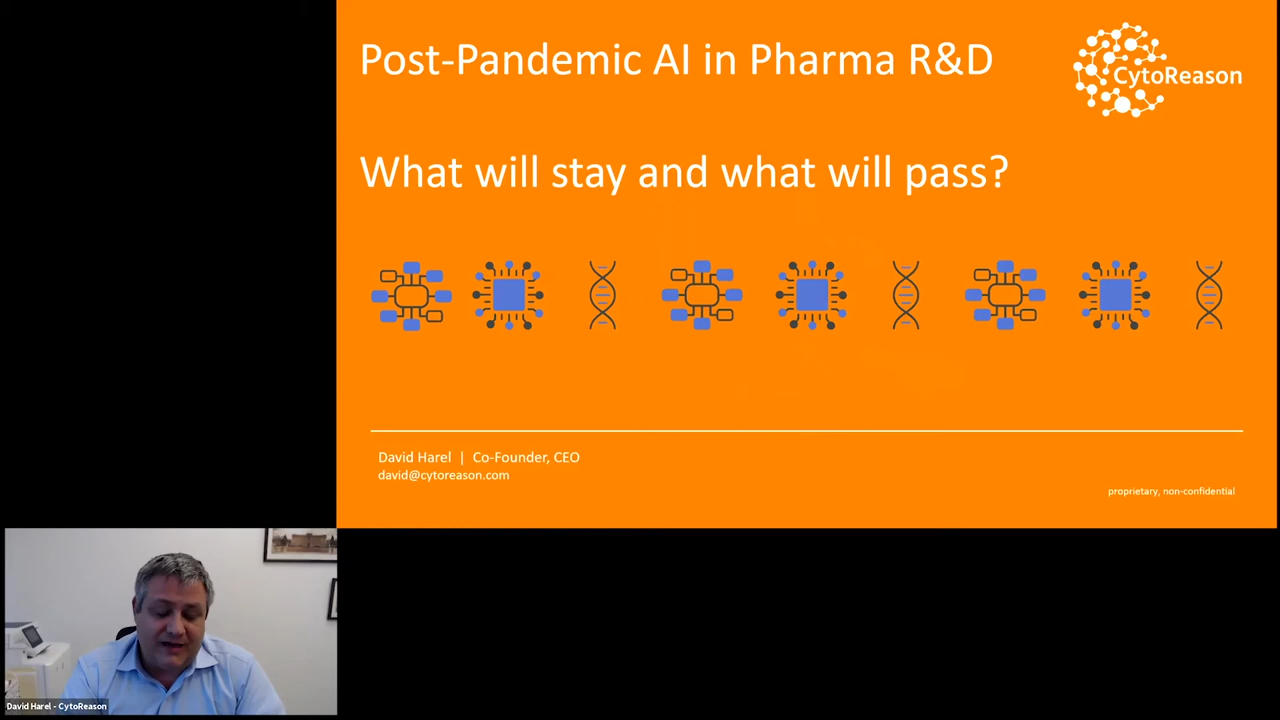 Post-Pandemic AI in Pharma R&D
CytoReason
What will stay and what will pass?
David Harel | Co-Founder, CEO
david@cytoreason.com
proprietary, non-confidential
David Harel - CytoReason